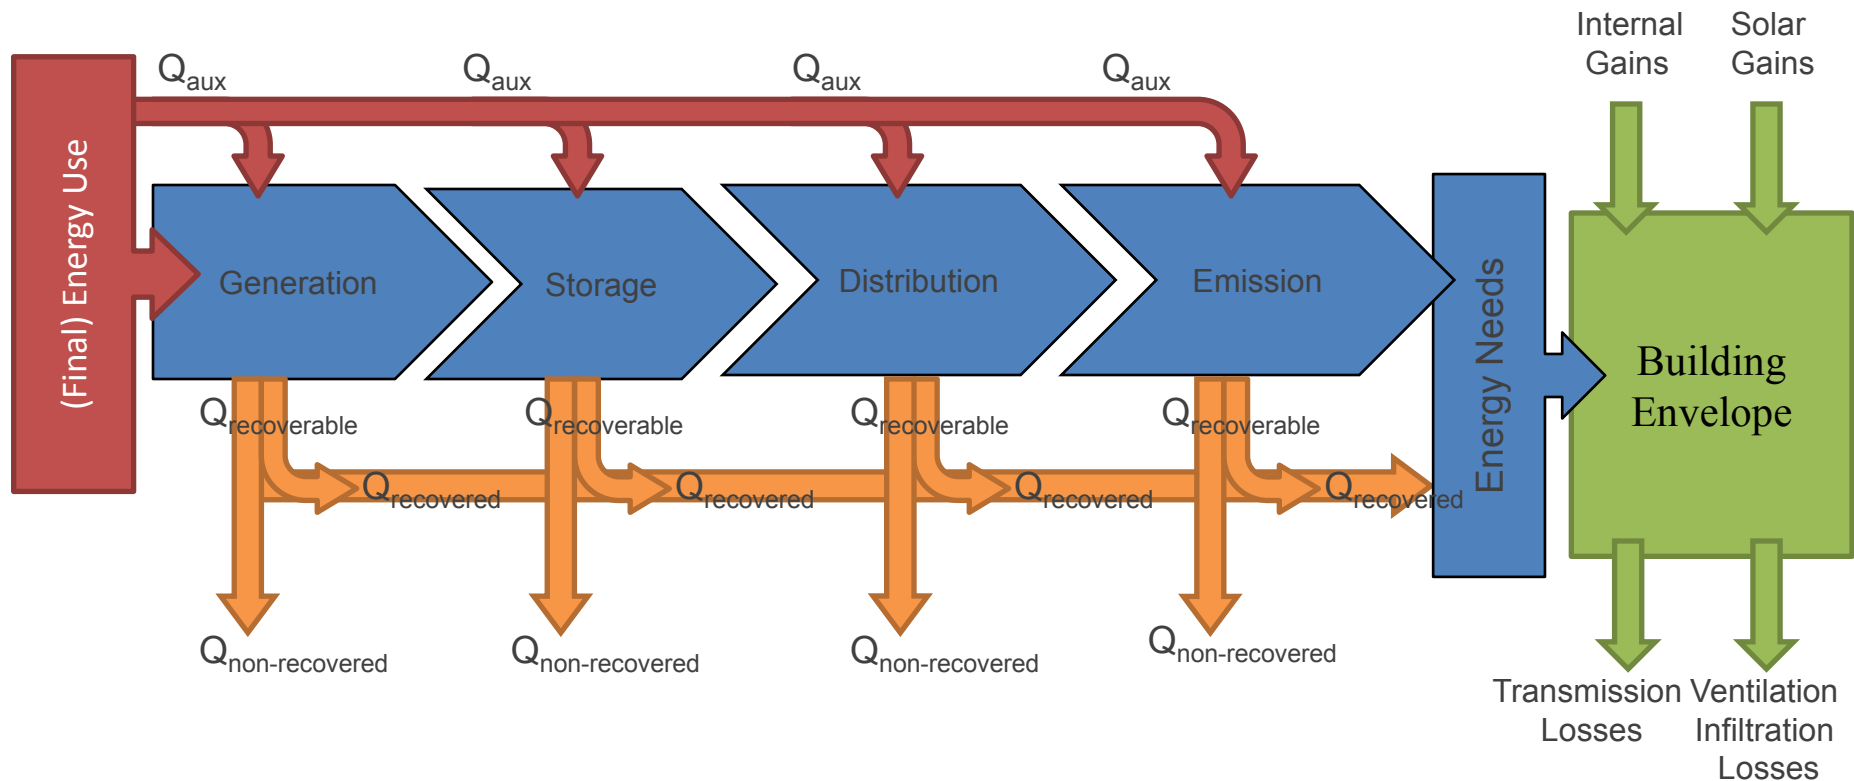 Internal
Gains
Solar
Gains
Qaux
Qaux
Qaux
Qaux
(Final) Energy Use
Generation
Storage
Distribution
Emission
Energy Needs
Building
Envelope
Qrecoverable
Qrecoverable
Qrecoverable
Qrecoverable
Qrecovered
Qrecovered
Qrecovered
Qrecovered
Qnon-recovered
Qnon-recovered
Qnon-recovered
Qnon-recovered
Transmission
Losses
Ventilation
Infiltration
Losses